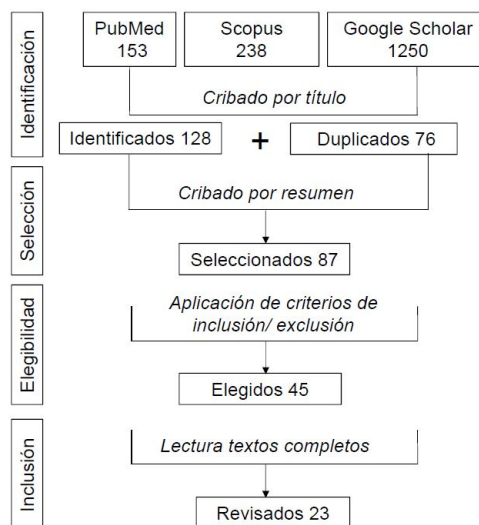 Identificación
PubMed
153
Scopus
238
Google Scholar
1250
Cribado por título
Identificados 128
+
Duplicados 76
Selección
Cribado por resumen
Seleccionados 87
Elegibilidad
Aplicación de criterios de
inclusión/ exclusión
Elegidos 45
Inclusión
Lectura textos completos
Revisados 23